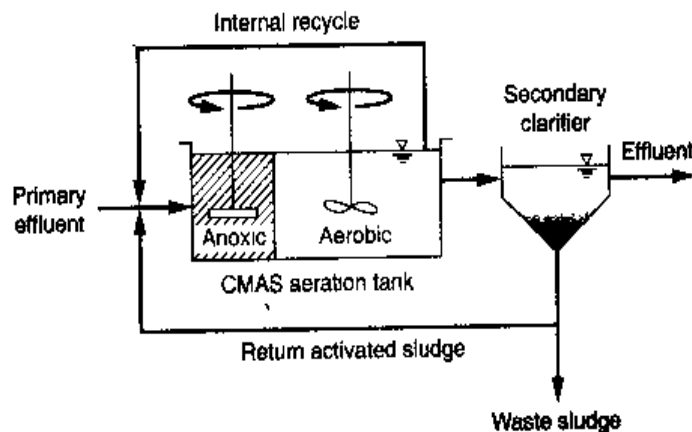 Internal recycle
Secondary
clarifier
Effluent
Primary
effluent
Anoxic
Aerobic
CMAS aeration tank
Return activated sludge
Waste sludge